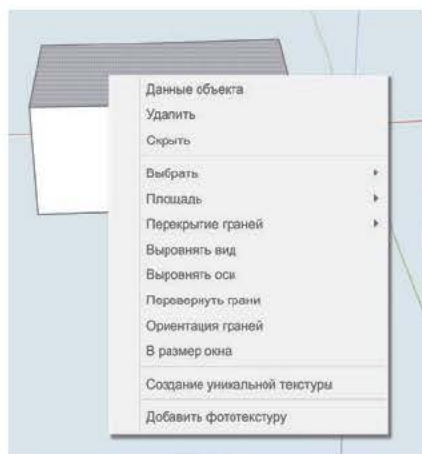 Данные объекта
Удалить
Скрыть
Выбрать
Площадь
Перекрытие граней
Выровнять вид
Выровнять оси
Перевернуть грани
Ориентация граней
В размер окна
Создание уникальной текстуры
Добавить фототекстуру